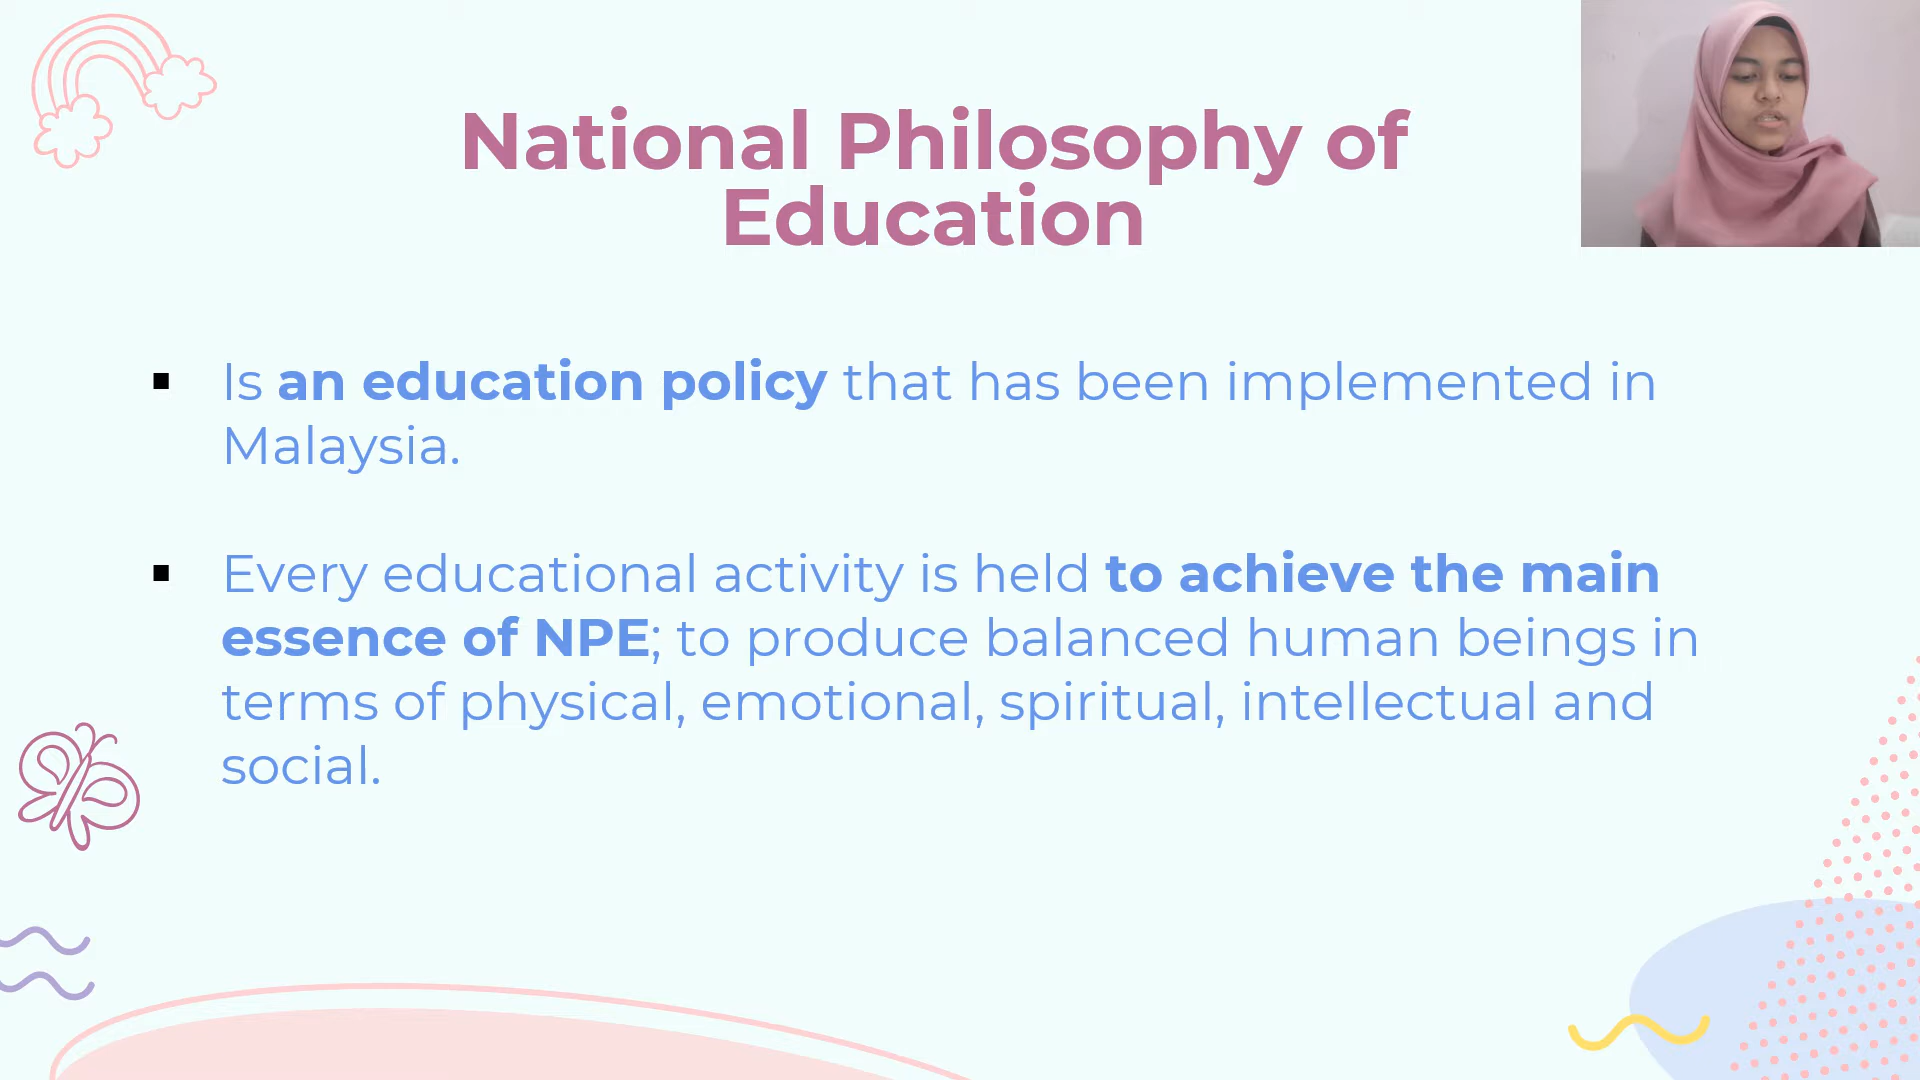 National Philosophy of
Education
▪ Is an education policy that has been implemented in
Malaysia.
▪ Every educational activity is held to achieve the main
essence of NPE; to produce balanced human beings in
terms of physical, emotional, spiritual, intellectual and
social.